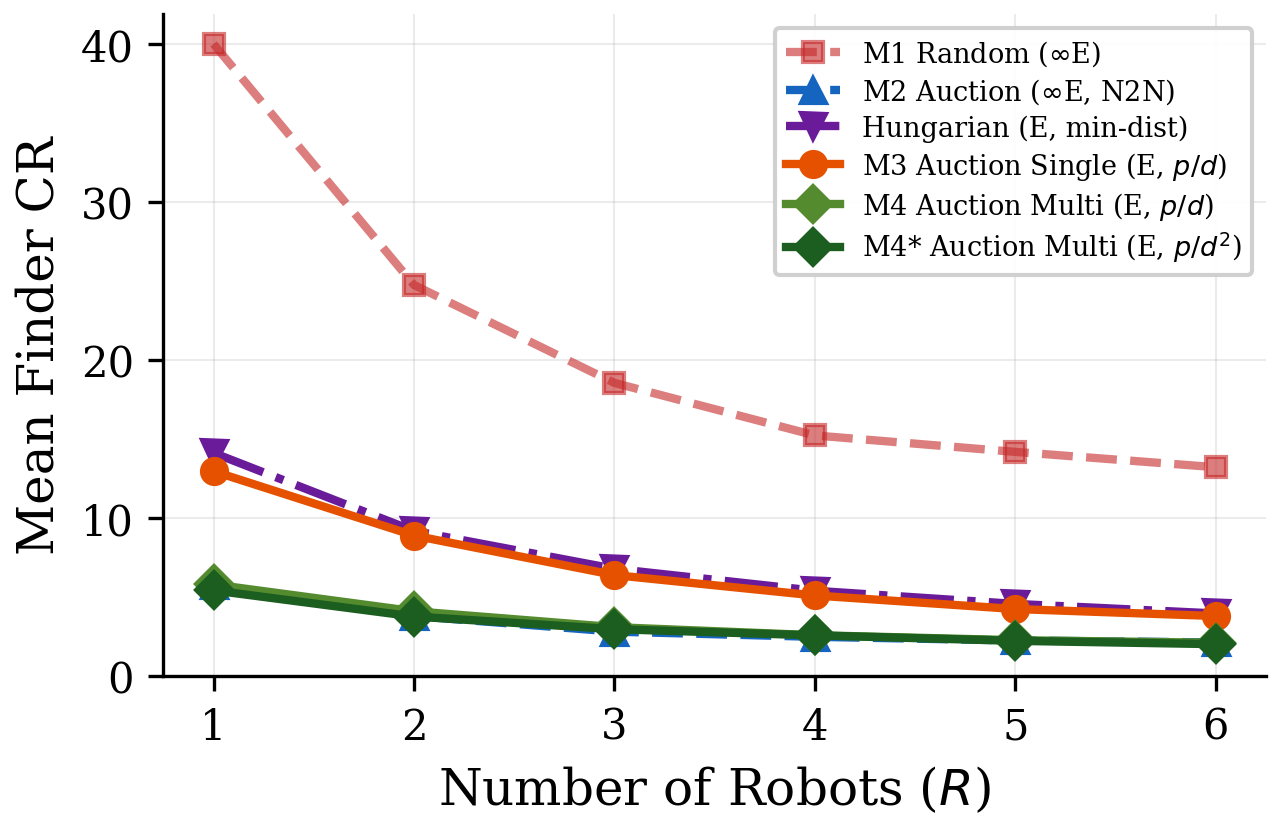 40
30
20
10
0
Mean Finder CR
M1 Random (∞E)
M2 Auction (∞E, N2N)
Hungarian (E, min-dist)
M3 Auction Single (E, p/d)
M4 Auction Multi (E, p/d)
M4* Auction Multi (E, p/d²)
1 2 3 4 5 6
Number of Robots (R)